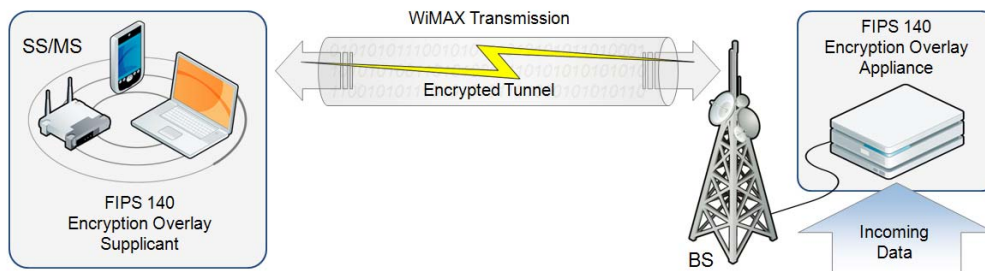 SS/MS
FIPS 140
Encryption Overlay
Supplicant
WiMAX Transmission
Encrypted Tunnel
BS
FIPS 140
Encryption Overlay
Appliance
Incoming
Data